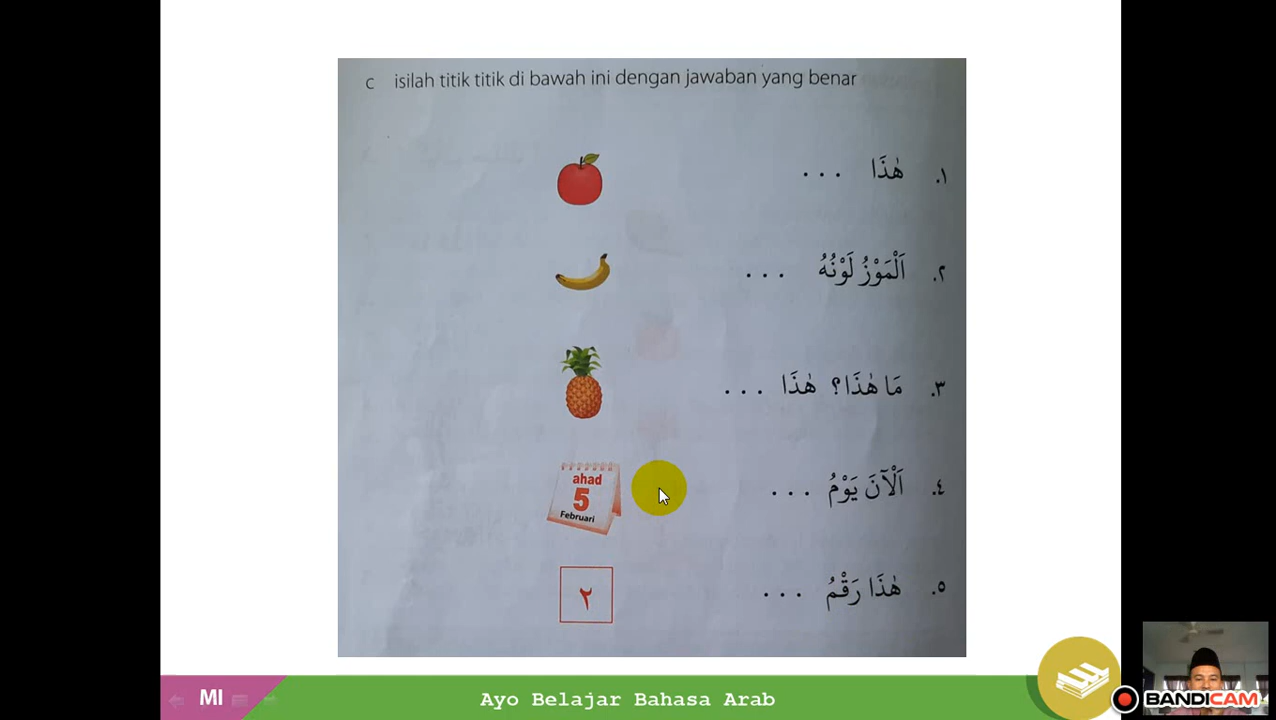 c isilah titik titik di bawah ini dengan jawaban yang benar
١. هٰذَا ...
٢. اَلْمَوْزُ لَوْنُهُ ...
٣. مَا هٰذَا؟ هٰذَا ...
٤. اَلْآنَ يَوْمُ ...
ahad
5
Februari
٥. هٰذَا رَقْمُ ...
٢
MI
Ayo Belajar Bahasa Arab
BANDICAM